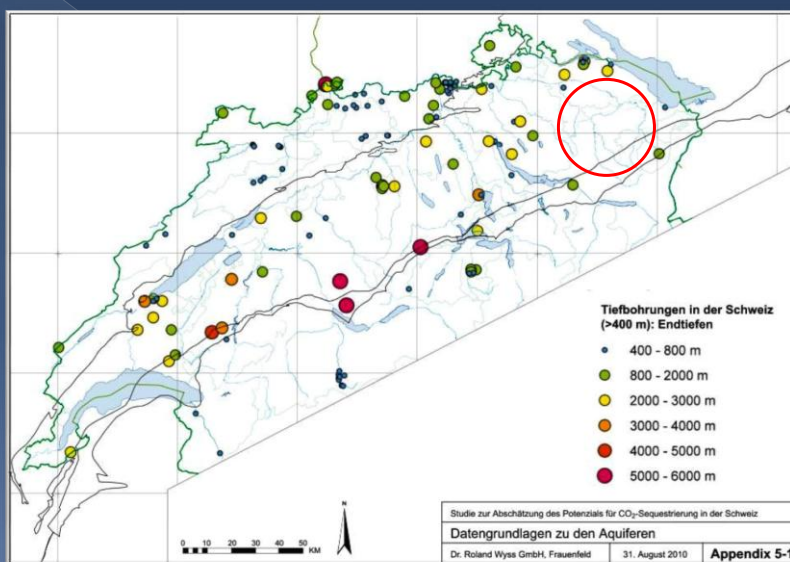 Tiefbohrungen in der Schweiz
(>400 m): Endtiefen
400 - 800 m
800 - 2000 m
2000 - 3000 m
3000 - 4000 m
4000 - 5000 m
5000 - 6000 m
N
0 5 10 20 30 40 50
KM
Studie zur Abschätzung des Potenzials für CO₂-Sequestrierung in der Schweiz
Datengrundlagen zu den Aquiferen
Dr. Roland Wyss GmbH, Frauenfeld 31. August 2010 Appendix 5-1